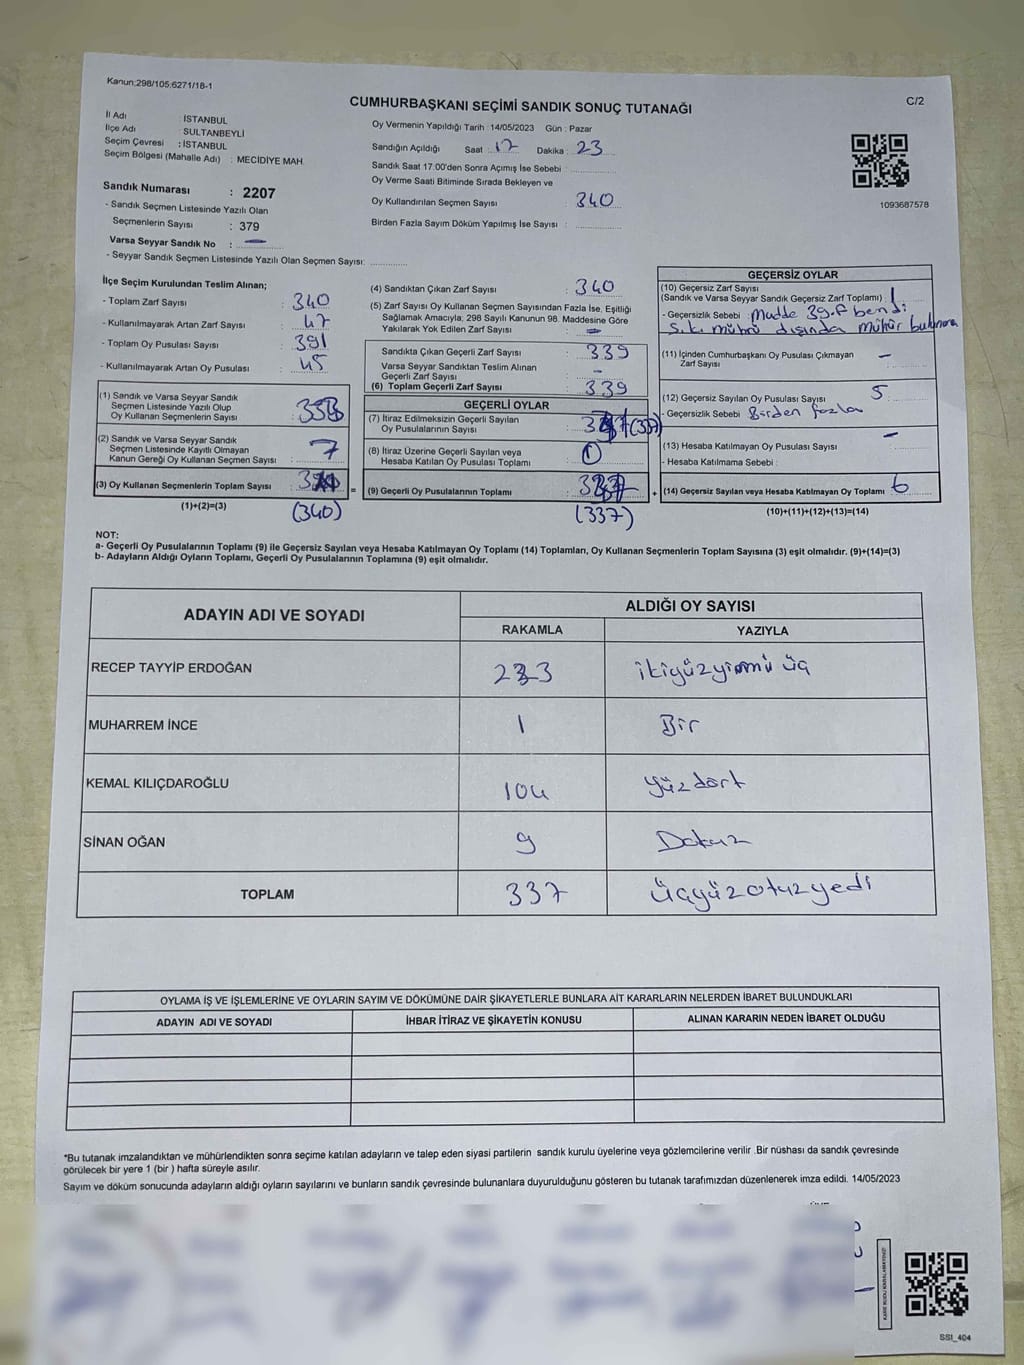 Kanun:298/105;6271/18-1
CUMHURBAŞKANI SEÇİMİ SANDIK SONUÇ TUTANAĞI
C/2
İl Adı : İSTANBUL
İlçe Adı : SULTANBEYLİ
Seçim Çevresi : İSTANBUL
Seçim Bölgesi (Mahalle Adı) : MECİDİYE MAH.
Sandık Numarası : 2207
- Sandık Seçmen Listesinde Yazılı Olan
Seçmenlerin Sayısı : 379
Varsa Seyyar Sandık No : —
- Seyyar Sandık Seçmen Listesinde Yazılı Olan Seçmen Sayısı:
Oy Vermenin Yapıldığı Tarih : 14/05/2023 Gün : Pazar
Sandığın Açıldığı Saat : 17 Dakika : 23
Sandık Saat 17:00'den Sonra Açımış İse Sebebi :
Oy Verme Saati Bitiminde Sırada Bekleyen ve
Oy Kullandırılan Seçmen Sayısı : 340
Birden Fazla Sayım Döküm Yapılmış İse Sayısı :
1093687578
İlçe Seçim Kurulundan Teslim Alınan;
- Toplam Zarf Sayısı : 340
- Kullanılmayarak Artan Zarf Sayısı : 47
- Toplam Oy Pusulası Sayısı : 391
- Kullanılmayarak Artan Oy Pusulası : 45
(1) Sandık ve Varsa Seyyar Sandık
Seçmen Listesinde Yazılı Olup
Oy Kullanan Seçmenlerin Sayısı :
(2) Sandık ve Varsa Seyyar Sandık
Seçmen Listesinde Kayıtlı Olmayan
Kanun Gereği Oy Kullanan Seçmen Sayısı : 7
(3) Oy Kullanan Seçmenlerin Toplam Sayısı :
(1)+(2)=(3) (340)
(4) Sandıktan Çıkan Zarf Sayısı : 340
(5) Zarf Sayısı Oy Kullanan Seçmen Sayısından Fazla İse, Eşitliği
Sağlamak Amacıyla; 298 Sayılı Kanunun 98. Maddesine Göre
Yakılarak Yok Edilen Zarf Sayısı : —
Sandıkta Çıkan Geçerli Zarf Sayısı : 339
Varsa Seyyar Sandıktan Teslim Alınan
Geçerli Zarf Sayısı : -
(6) Toplam Geçerli Zarf Sayısı : 339
GEÇERLİ OYLAR
(7) İtiraz Edilmeksizin Geçerli Sayılan
Oy Pusulalarının Sayısı : (337)
(8) İtiraz Üzerine Geçerli Sayılan veya
Hesaba Katılan Oy Pusulası Toplamı :
(9) Geçerli Oy Pusulalarının Toplamı :
(337)
GEÇERSİZ OYLAR
(10) Geçersiz Zarf Sayısı
(Sandık ve Varsa Seyyar Sandık Geçersiz Zarf Toplamı) : 1
- Geçersizlik Sebebi : Madde 39.f bendi
S.k. mührü dışında mühür bulunma
(11) İçinden Cumhurbaşkanı Oy Pusulası Çıkmayan
Zarf Sayısı —
(12) Geçersiz Sayılan Oy Pusulası Sayısı : 5
- Geçersizlik Sebebi : Birden fazla
(13) Hesaba Katılmayan Oy Pusulası Sayısı : —
- Hesaba Katılmama Sebebi :
(14) Geçersiz Sayılan veya Hesaba Katılmayan Oy Toplamı : 6
(10)+(11)+(12)+(13)=(14)
NOT:
a- Geçerli Oy Pusulalarının Toplamı (9) ile Geçersiz Sayılan veya Hesaba Katılmayan Oy Toplamı (14) Toplamları, Oy Kullanan Seçmenlerin Toplam Sayısına (3) eşit olmalıdır. (9)+(14)=(3)
b- Adayların Aldığı Oyların Toplamı, Geçerli Oy Pusulalarının Toplamına (9) eşit olmalıdır.
ADAYIN ADI VE SOYADI ALDIĞI OY SAYISI
RAKAMLA YAZIYLA
RECEP TAYYİP ERDOĞAN 223 ikiyüzyirmi üç
MUHARREM İNCE 1 Bir
KEMAL KILIÇDAROĞLU 104 yüzdört
SİNAN OĞAN 9 Dokuz
TOPLAM 337 üçyüzotuzyedi
OYLAMA İŞ VE İŞLEMLERİNE VE OYLARIN SAYIM VE DÖKÜMÜNE DAİR ŞİKAYETLERLE BUNLARA AİT KARARLARIN NELERDEN İBARET BULUNDUKLARI
ADAYIN ADI VE SOYADI İHBAR İTİRAZ VE ŞİKAYETİN KONUSU ALINAN KARARIN NEDEN İBARET OLDUĞU
*Bu tutanak imzalandıktan ve mühürlendikten sonra seçime katılan adayların ve talep eden siyasi partilerin sandık kurulu üyelerine veya gözlemcilerine verilir .Bir nüshası da sandık çevresinde
görülecek bir yere 1 (bir ) hafta süreyle asılır.
Sayım ve döküm sonucunda adayların aldığı oyların sayılarını ve bunların sandık çevresinde bulunanlara duyurulduğunu gösteren bu tutanak tarafımızdan düzenlenerek imza edildi. 14/05/2023
SSI_404